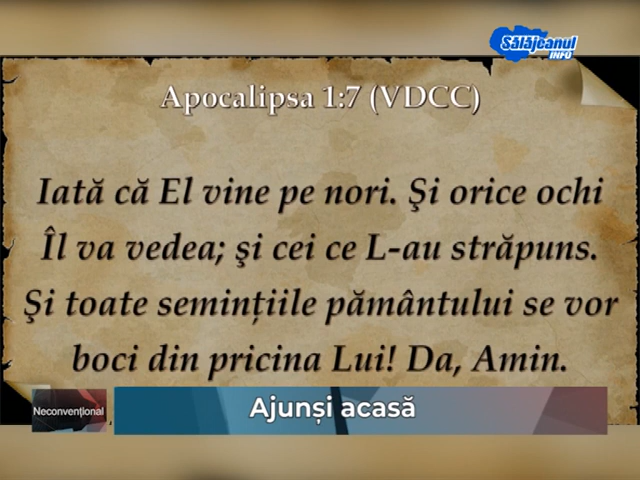 Sălăjeanul
INFO
Apocalipsa 1:7 (VDCC)
Iată că El vine pe nori. Şi orice ochi
Îl va vedea; şi cei ce L-au străpuns.
Şi toate seminţiile pământului se vor
boci din pricina Lui! Da, Amin.
Neconvențional
Ajunși acasă